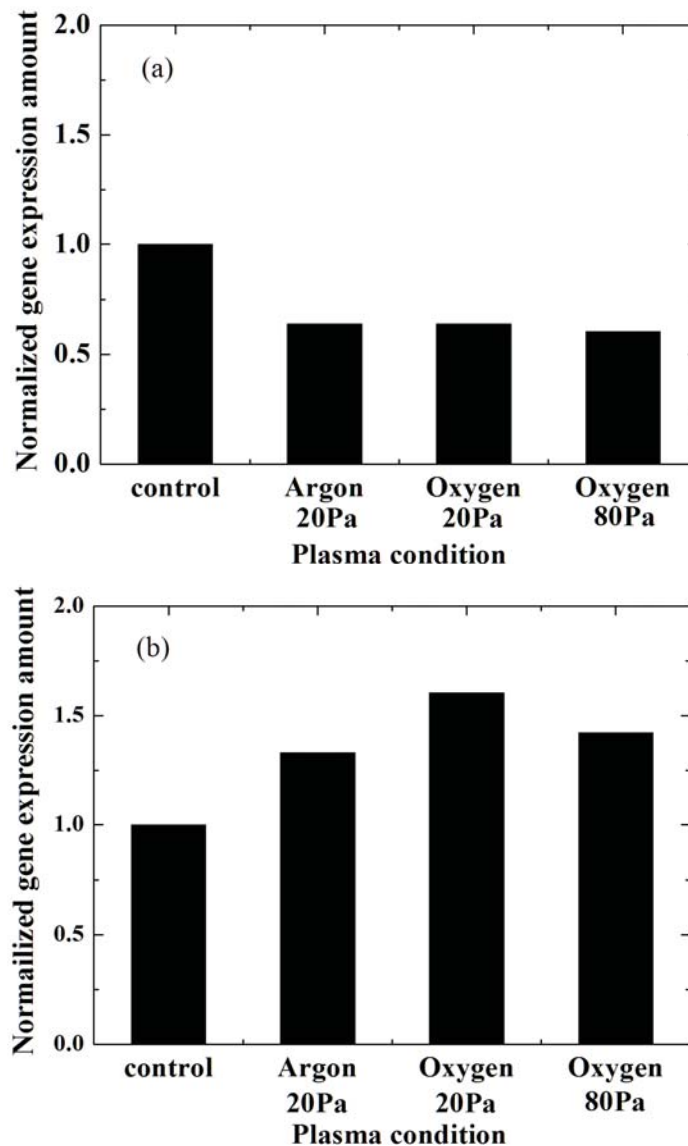 Normalized gene expression amount
2.0
(a)
1.5
1.0
0.5
0.0
control Argon Oxygen Oxygen
20Pa 20Pa 80Pa
Plasma condition
Normailized gene expression amount
2.0
(b)
1.5
1.0
0.5
0.0
control Argon Oxygen Oxygen
20Pa 20Pa 80Pa
Plasma condition